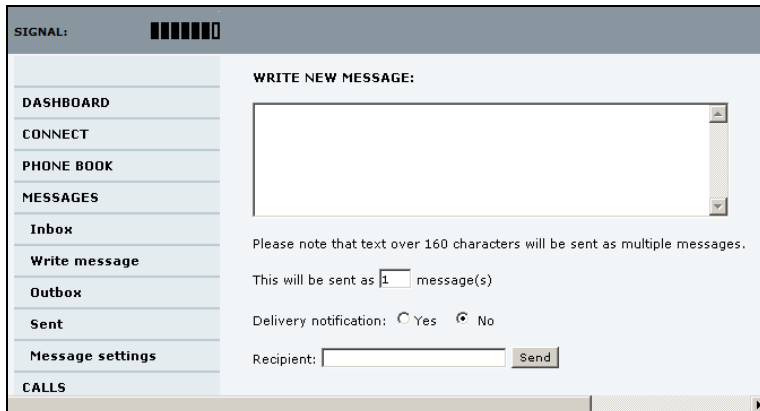 SIGNAL:
DASHBOARD
CONNECT
PHONE BOOK
MESSAGES
Inbox
Write message
Outbox
Sent
Message settings
CALLS
WRITE NEW MESSAGE:
Please note that text over 160 characters will be sent as multiple messages.
This will be sent as 1 message(s)
Delivery notification: Yes No
Recipient: Send